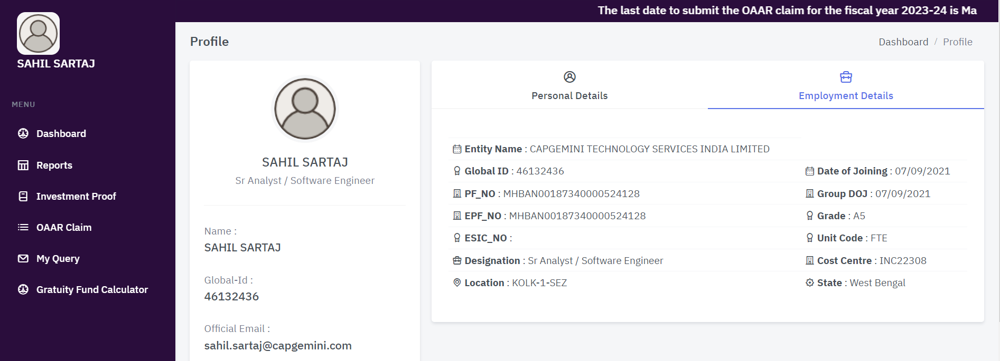 The last date to submit the OAAR claim for the fiscal year 2023-24 is Ma
SAHIL SARTAJ
MENU
Dashboard
Reports
Investment Proof
OAAR Claim
My Query
Gratuity Fund Calculator
Profile
Dashboard / Profile
SAHIL SARTAJ
Sr Analyst / Software Engineer
Name :
SAHIL SARTAJ
Global-Id :
46132436
Official Email :
sahil.sartaj@capgemini.com
Personal Details
Employment Details
Entity Name : CAPGEMINI TECHNOLOGY SERVICES INDIA LIMITED
Global ID : 46132436
Date of Joining : 07/09/2021
PF_NO : MHBAN00187340000524128
Group DOJ : 07/09/2021
EPF_NO : MHBAN00187340000524128
Grade : A5
ESIC_NO :
Unit Code : FTE
Designation : Sr Analyst / Software Engineer
Cost Centre : INC22308
Location : KOLK-1-SEZ
State : West Bengal